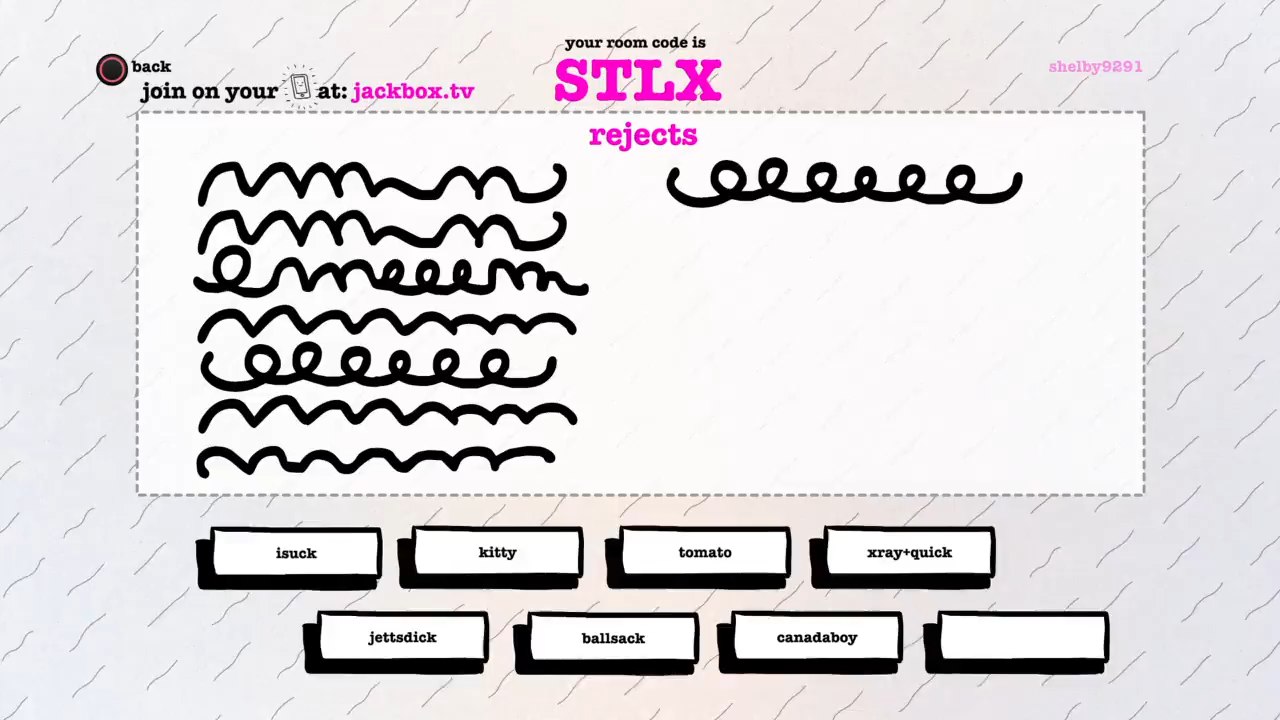 your room code is
STLX
back
join on your at: jackbox.tv
shelby9291
rejects
isuck
kitty
tomato
xray+quick
jettsdick
ballsack
canadaboy